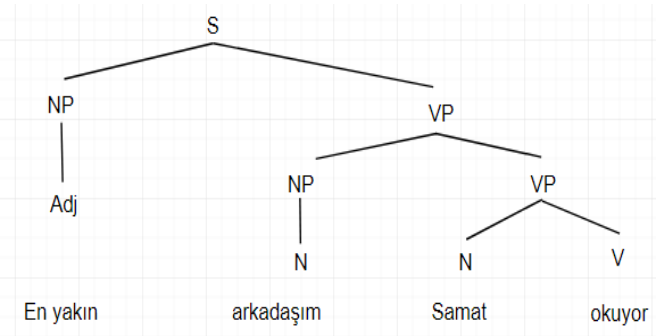 S
NP VP
Adj NP VP
N N V
En yakın arkadaşım Samat okuyor